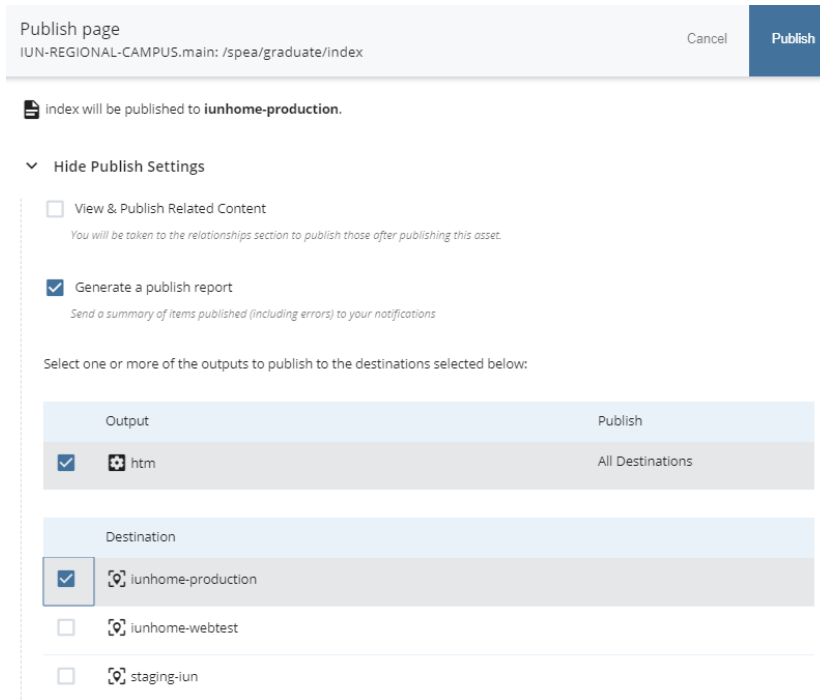 Publish page
IUN-REGIONAL-CAMPUS.main: /spea/graduate/index
Cancel
Publish
index will be published to iunhome-production.
Hide Publish Settings
View & Publish Related Content
You will be taken to the relationships section to publish those after publishing this asset.
Generate a publish report
Send a summary of items published (including errors) to your notifications
Select one or more of the outputs to publish to the destinations selected below:
Output Publish
htm All Destinations
Destination
iunhome-production
iunhome-webtest
staging-iun